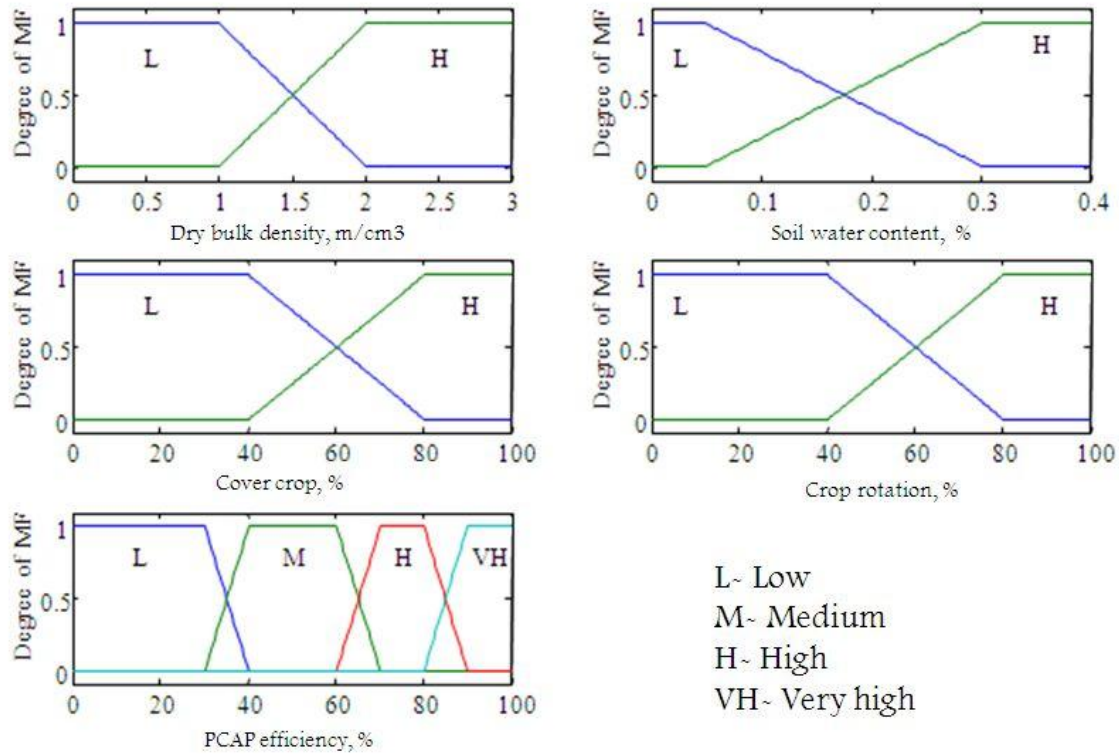 Degree of MF
1
0.5
0
L
H
0 0.5 1 1.5 2 2.5 3
Dry bulk density, m/cm3
Degree of MF
1
0.5
0
L
H
0 0.1 0.2 0.3 0.4
Soil water content, %
Degree of MF
1
0.5
0
L
H
0 20 40 60 80 100
Cover crop, %
Degree of MF
1
0.5
0
L
H
0 20 40 60 80 100
Crop rotation, %
Degree of MF
1
0.5
0
L
M
H
VH
0 20 40 60 80 100
PCAP efficiency, %
L~ Low
M~ Medium
H~ High
VH~ Very high